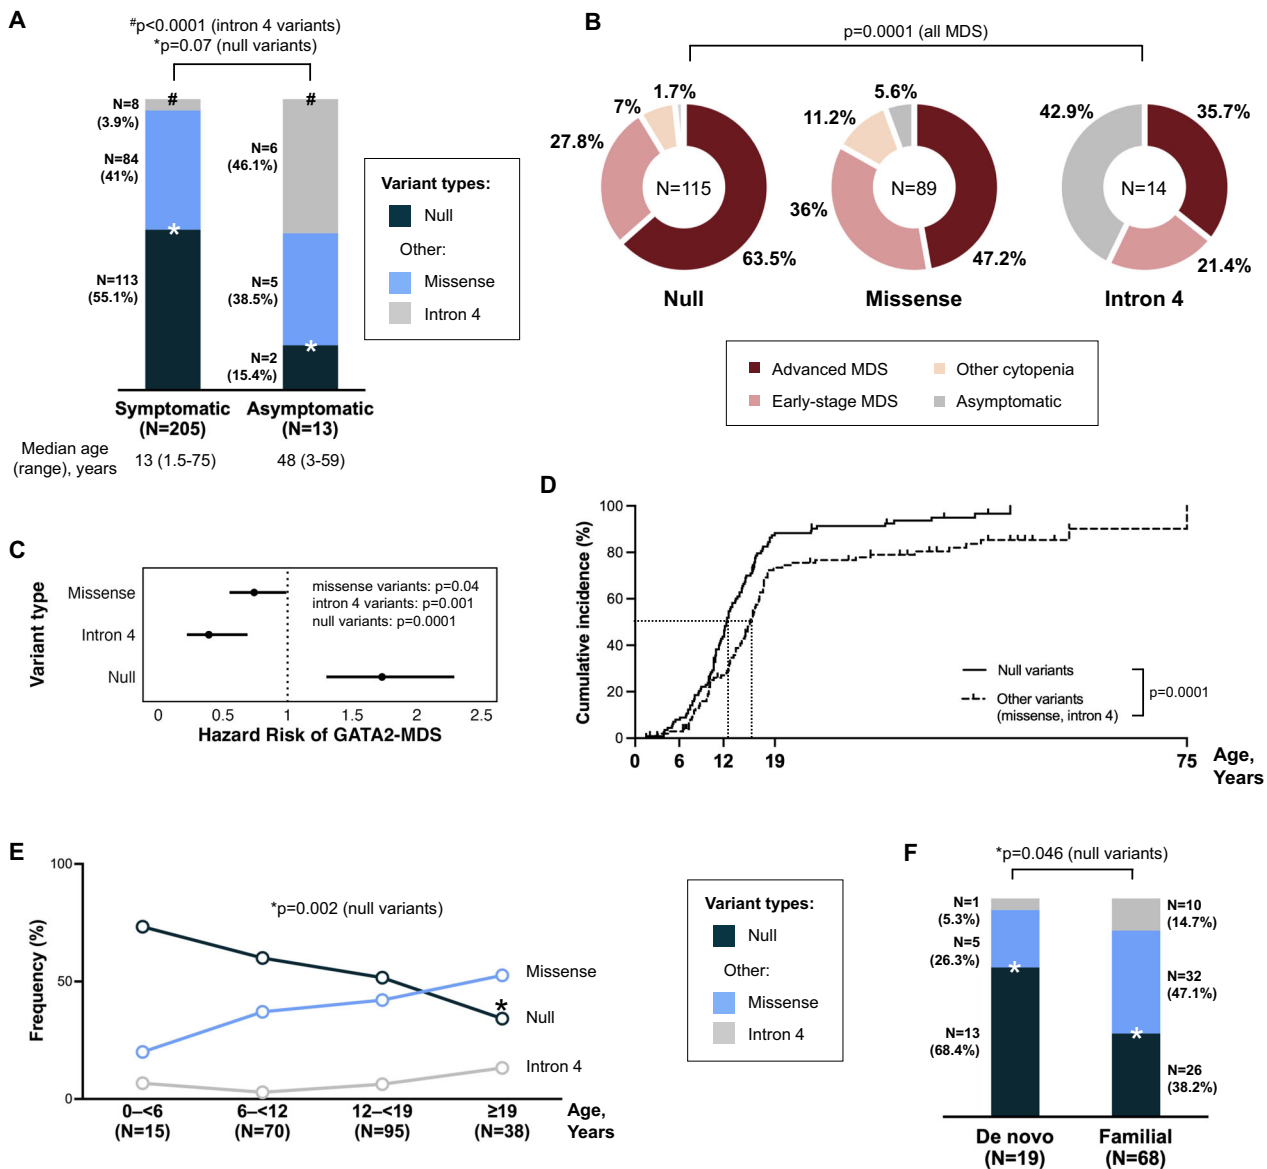 A
#p<0.0001 (intron 4 variants)
*p=0.07 (null variants)
N=8
(3.9%)
#
#
N=84
(41%)
N=6
(46.1%)
*
N=113
(55.1%)
N=5
(38.5%)
*
N=2
(15.4%)
Symptomatic
(N=205)
Asymptomatic
(N=13)
Median age
(range), years
13 (1.5-75)
48 (3-59)
Variant types:
Null
Other:
Missense
Intron 4
B
p=0.0001 (all MDS)
1.7%
7%
27.8%
N=115
63.5%
Null
5.6%
11.2%
36%
N=89
47.2%
Missense
42.9%
35.7%
N=14
21.4%
Intron 4
Advanced MDS
Other cytopenia
Early-stage MDS
Asymptomatic
C
Variant type
Missense
Intron 4
Null
missense variants: p=0.04
intron 4 variants: p=0.001
null variants: p=0.0001
0
0.5
1
1.5
2
2.5
Hazard Risk of GATA2-MDS
D
Cumulative incidence (%)
100
80
60
40
20
0
Null variants
Other variants
(missense, intron 4)
p=0.0001
0
6
12
19
75
Age,
Years
E
Frequency (%)
100
50
0
*p=0.002 (null variants)
Missense
*
Null
Intron 4
0–<6
(N=15)
6–<12
(N=70)
12–<19
(N=95)
≥19
(N=38)
Age,
Years
Variant types:
Null
Other:
Missense
Intron 4
F
*p=0.046 (null variants)
N=1
(5.3%)
N=5
(26.3%)
*
N=13
(68.4%)
N=10
(14.7%)
N=32
(47.1%)
*
N=26
(38.2%)
De novo
(N=19)
Familial
(N=68)